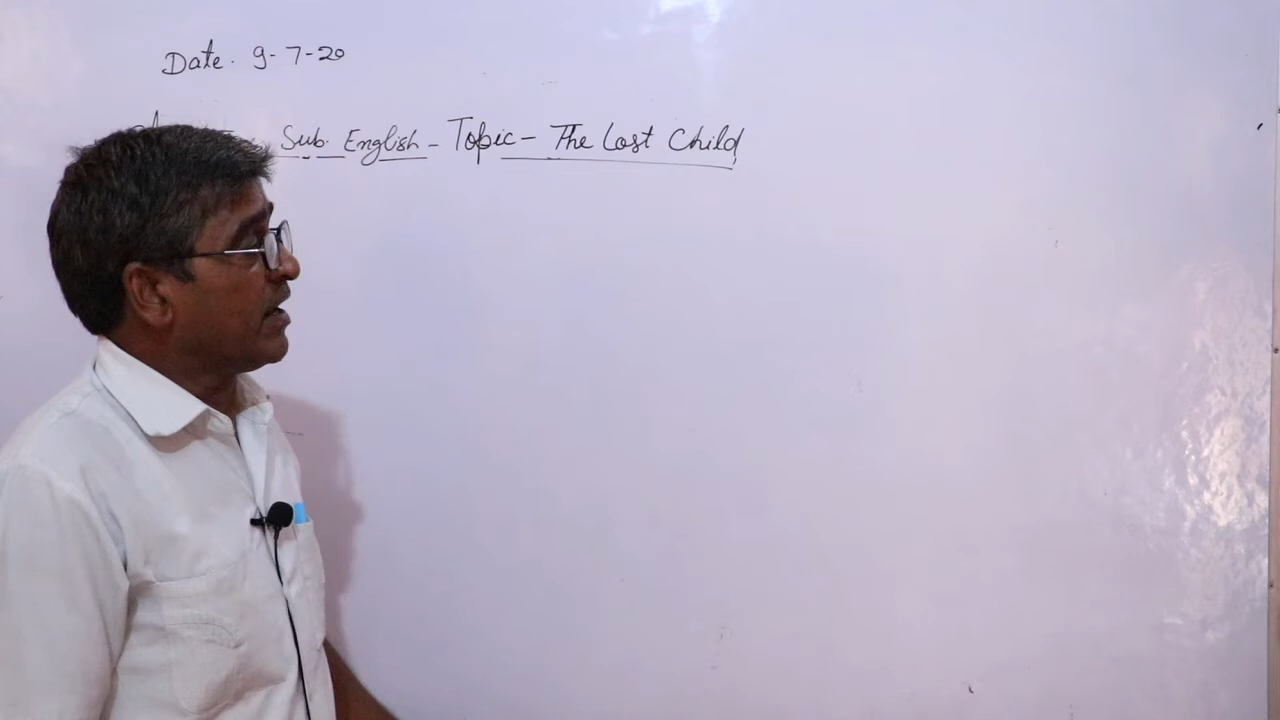 Date. 9-7-20
Sub. English - Topic - The Lost Child